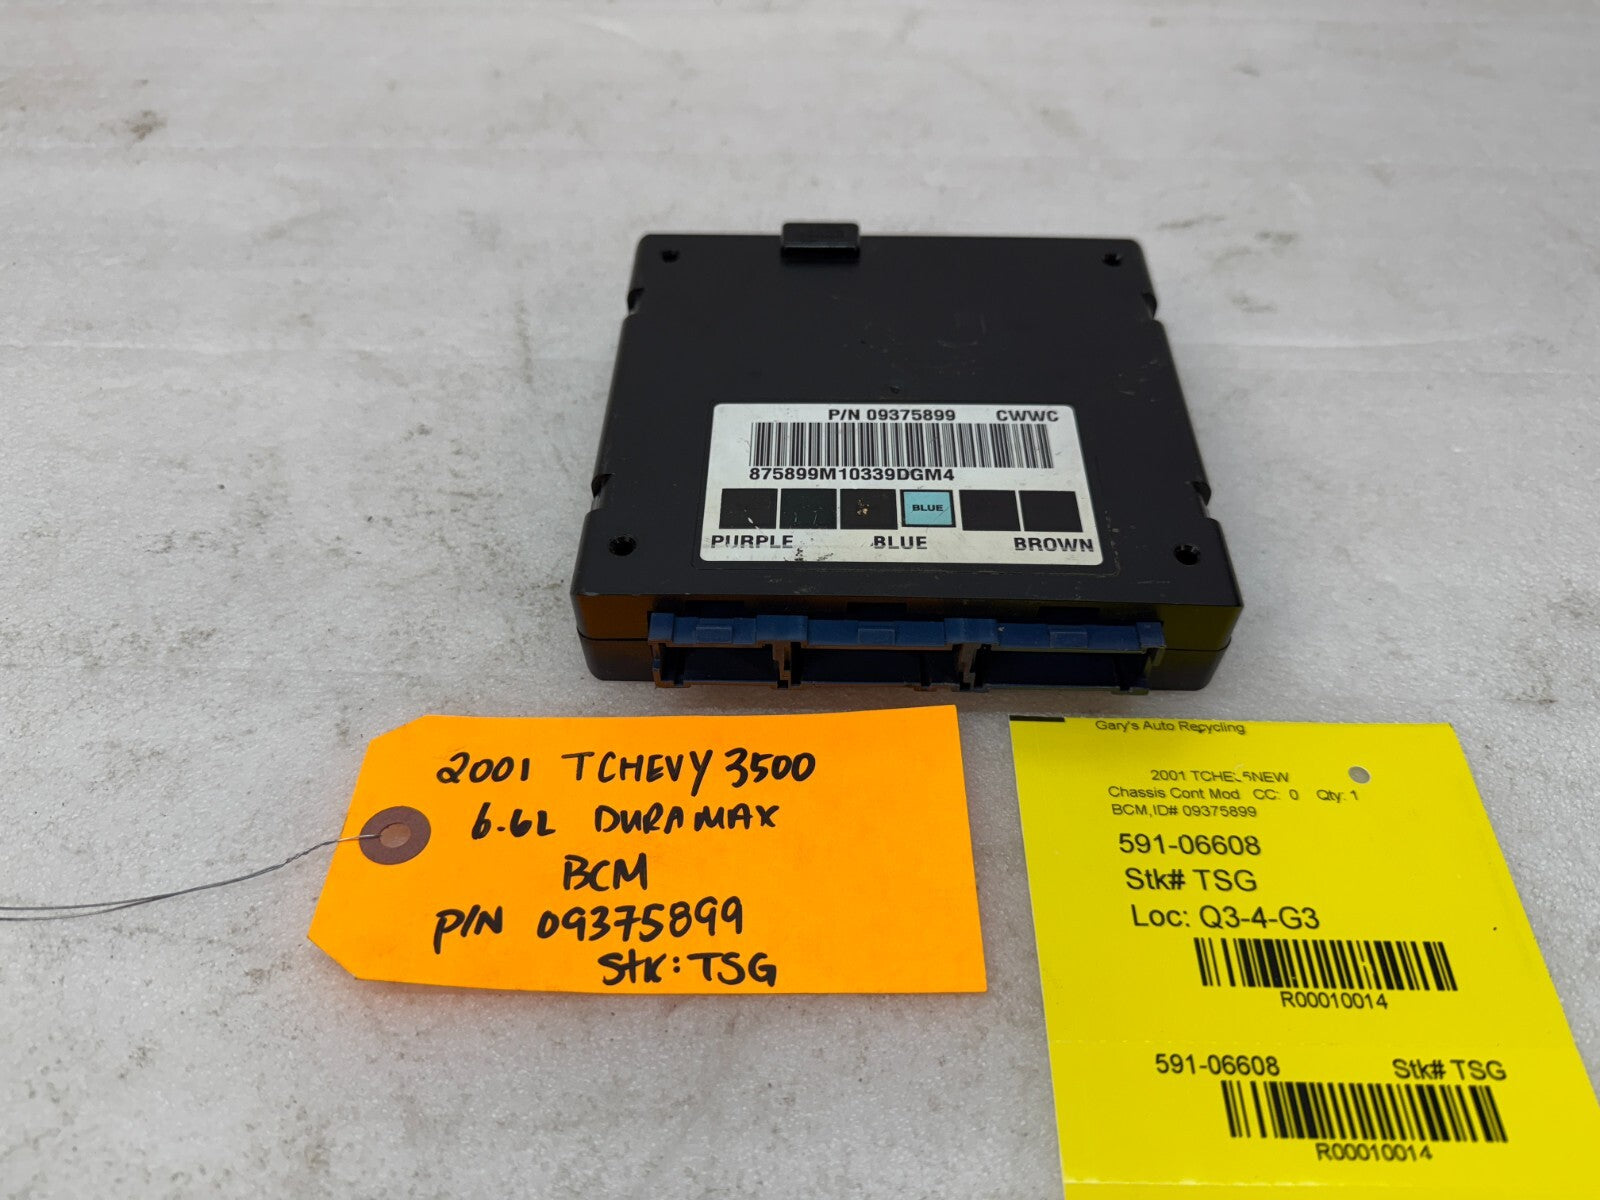 P/N 09375899 CWWC
875899M10339DGM4
BLUE
PURPLE BLUE BROWN
2001 TCHEVY 3500
6.6L DURAMAX
BCM
P/N 09375899
Stk: TSG
Gary's Auto Recycling
2001
Chassis Cont Mod CC: 0 Qty: 1
BCM,ID# 09375899
591-06608
Stk# TSG
Loc: Q3-4-G3
R00010014
591-06608 Stk# TSG
R00010014